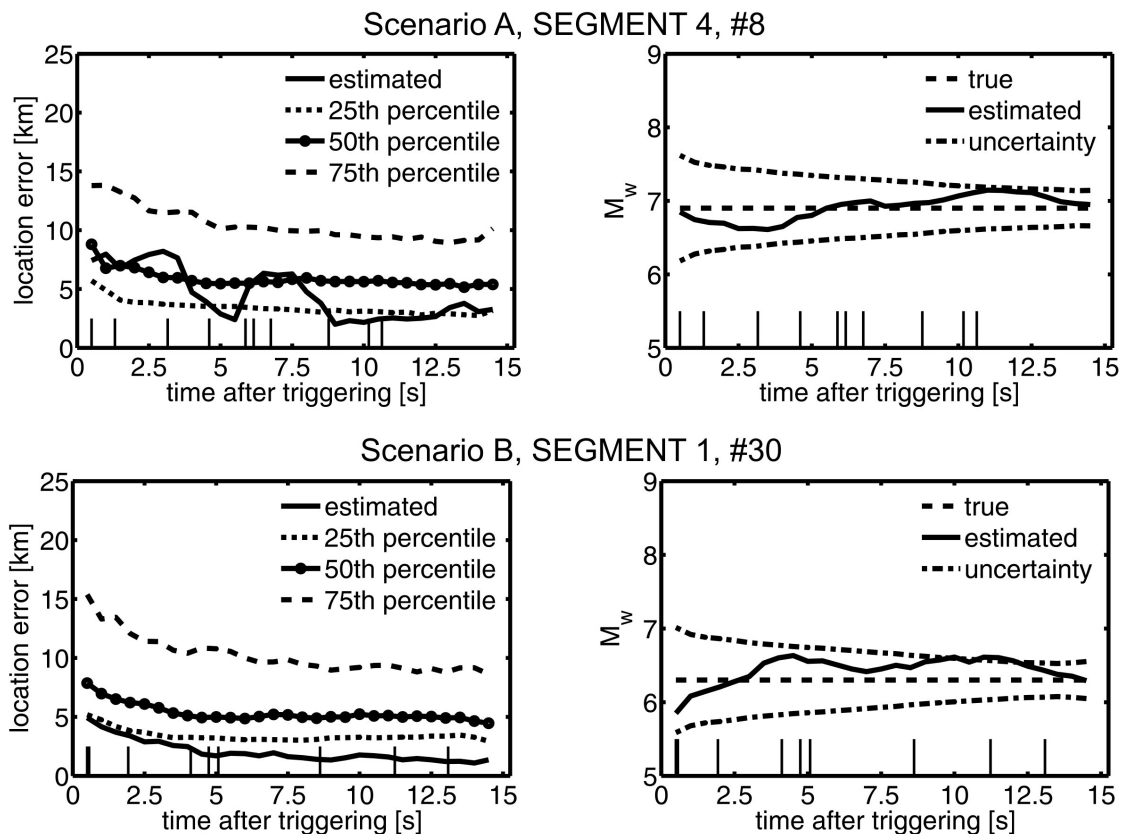 Scenario A, SEGMENT 4, #8
25
20
15
10
5
0
location error [km]
estimated
25th percentile
50th percentile
75th percentile
0 2.5 5 7.5 10 12.5 15
time after triggering [s]
9
8
7
6
5
Mw
true
estimated
uncertainty
0 2.5 5 7.5 10 12.5 15
time after triggering [s]
Scenario B, SEGMENT 1, #30
25
20
15
10
5
0
location error [km]
estimated
25th percentile
50th percentile
75th percentile
0 2.5 5 7.5 10 12.5 15
time after triggering [s]
9
8
7
6
5
Mw
true
estimated
uncertainty
0 2.5 5 7.5 10 12.5 15
time after triggering [s]